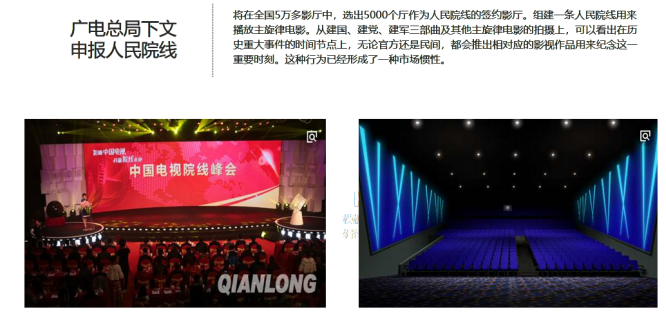 广电总局下文
申报人民院线
将在全国5万多影厅中，选出5000个厅作为人民院线的签约影厅。组建一条人民院线用来
播放主旋律电影。从建国、建党、建军三部曲及其他主旋律电影的拍摄上，可以看出在历
史重大事件的时间节点上，无论官方还是民间，都会推出相对应的影视作品用来纪念这一
重要时刻。这种行为已经形成了一种市场惯性。
中国电视院线峰会
QIANLONG